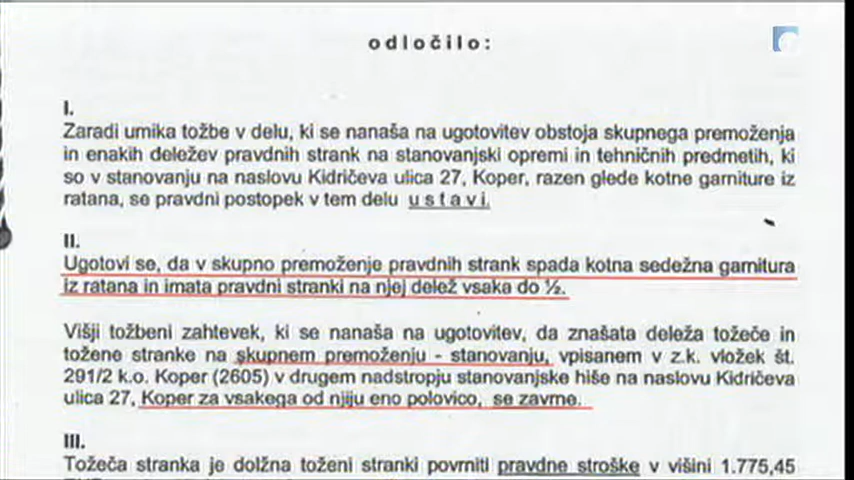 odločilo:
I.
Zaradi umika tožbe v delu, ki se nanaša na ugotovitev obstoja skupnega premoženja
in enakih deležev pravdnih strank na stanovanjski opremi in tehničnih predmetih, ki
so v stanovanju na naslovu Kidričeva ulica 27, Koper, razen glede kotne garniture iz
ratana, se pravdni postopek v tem delu ustavi.
II.
Ugotovi se, da v skupno premoženje pravdnih strank spada kotna sedežna garnitura
iz ratana in imata pravdni stranki na njej delež vsaka do ½.
Višji tožbeni zahtevek, ki se nanaša na ugotovitev, da znašata deleža tožeče in
tožene stranke na skupnem premoženju - stanovanju, vpisanem v z.k. vložek št.
291/2 k.o. Koper (2605) v drugem nadstropju stanovanjske hiše na naslovu Kidričeva
ulica 27, Koper za vsakega od njiju eno polovico, se zavrne.
III.
Tožeča stranka je dolžna toženi stranki povrniti pravdne stroške v višini 1.775,45